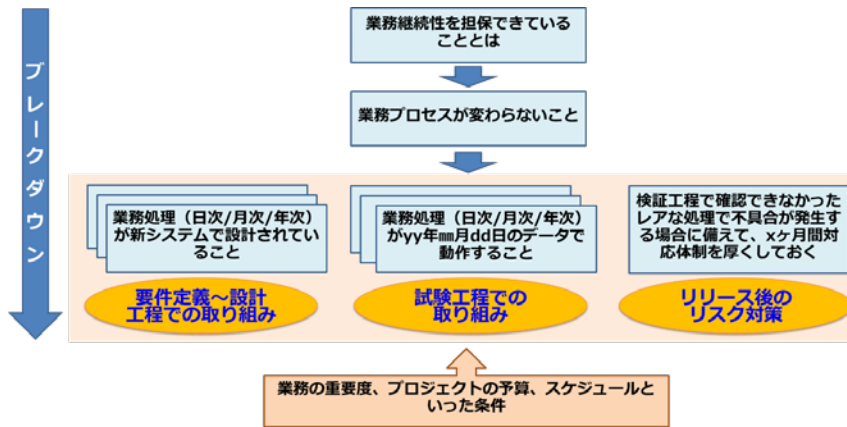 業務継続性を担保できている
こととは
ブレークダウン
業務プロセスが変わらないこと
業務処理（日次/月次/年次）
が新システムで設計されてい
ること
業務処理（日次/月次/年次）
がyy年㎜月dd日のデータで
動作すること
検証工程で確認できなかった
レアな処理で不具合が発生す
る場合に備えて、xヶ月間対
応体制を厚くしておく
要件定義～設計
工程での取り組み
試験工程での
取り組み
リリース後の
リスク対策
業務の重要度、プロジェクトの予算、スケジュールと
いった条件